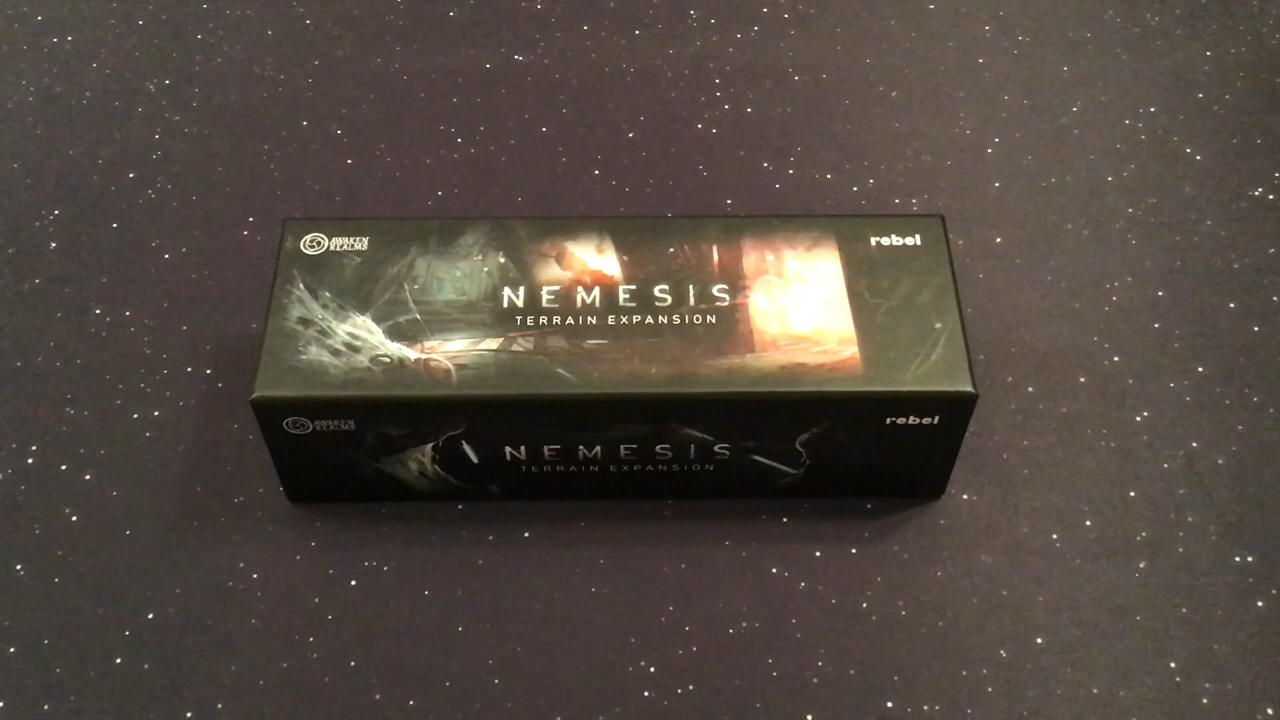 AWAKEN
REALMS
rebel
NEMESIS
TERRAIN EXPANSION
AWAKEN
REALMS
rebel
NEMESIS
TERRAIN EXPANSION